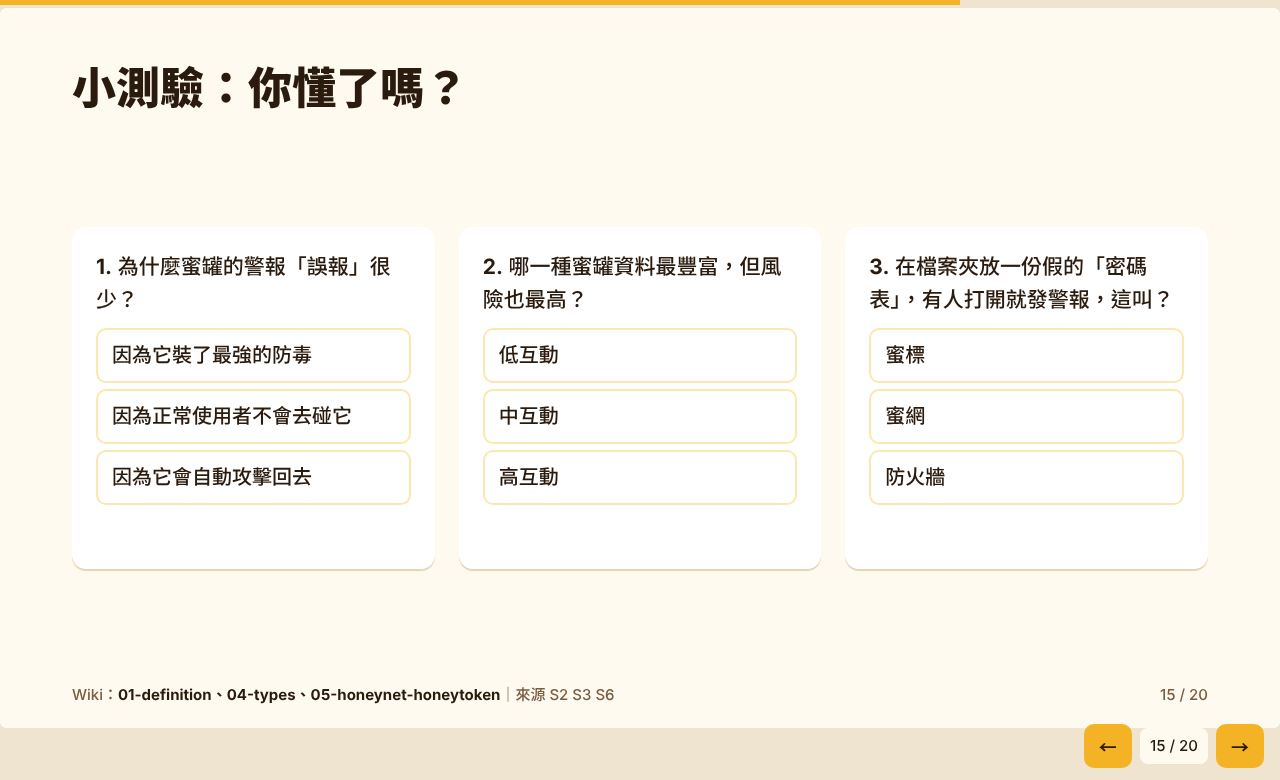 小測驗：你懂了嗎？
1. 為什麼蜜罐的警報「誤報」很
少？
因為它裝了最強的防毒
因為正常使用者不會去碰它
因為它會自動攻擊回去
2. 哪一種蜜罐資料最豐富，但風
險也最高？
低互動
中互動
高互動
3. 在檔案夾放一份假的「密碼
表」，有人打開就發警報，這叫？
蜜標
蜜網
防火牆
Wiki：01-definition、04-types、05-honeynet-honeytoken｜來源 S2 S3 S6
15 / 20
← 15 / 20 →